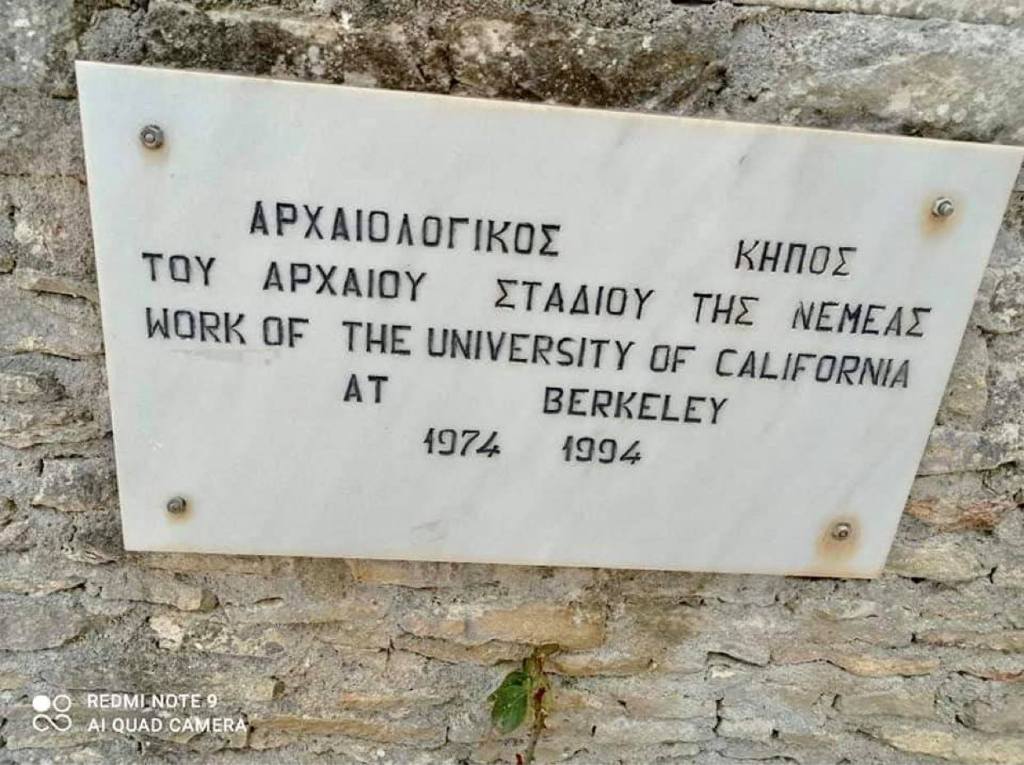 ΑΡΧΑΙΟΛΟΓΙΚΟΣ ΚΗΠΟΣ
ΤΟΥ ΑΡΧΑΙΟΥ ΣΤΑΔΙΟΥ ΤΗΣ ΝΕΜΕΑΣ
WORK OF THE UNIVERSITY OF CALIFORNIA
AT BERKELEY
1974 1994
REDMI NOTE 9
AI QUAD CAMERA